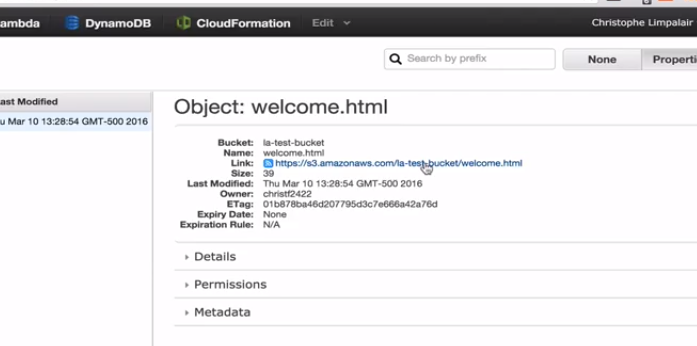 ambda DynamoDB CloudFormation Edit Christophe Limpalair
Search by prefix None Properti
ast Modified
u Mar 10 13:28:54 GMT-500 2016
Object: welcome.html
Bucket: la-test-bucket
Name: welcome.html
Link: https://s3.amazonaws.com/la-test-bucket/welcome.html
Size: 39
Last Modified: Thu Mar 10 13:28:54 GMT-500 2016
Owner: christf2422
ETag: 01b878ba46d207795d3c7e666a42a76d
Expiry Date: None
Expiration Rule: N/A
Details
Permissions
Metadata